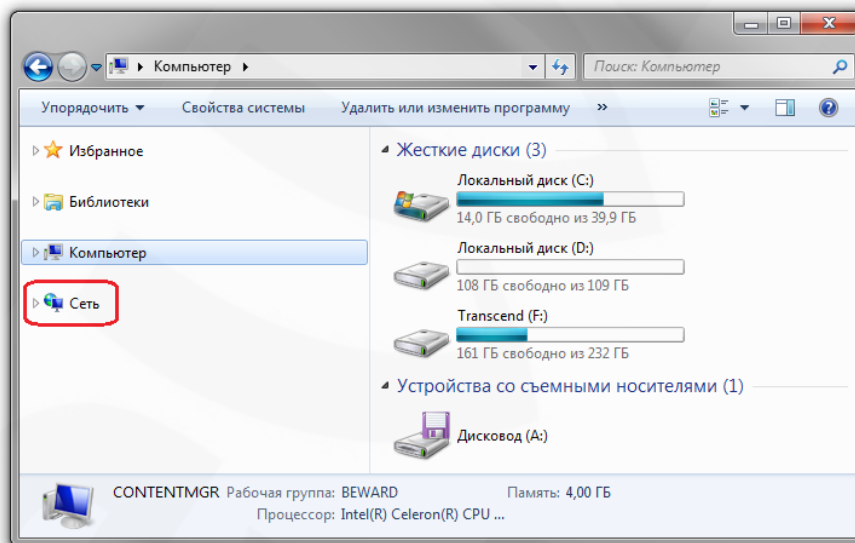 Компьютер
Поиск: Компьютер
Упорядочить Свойства системы Удалить или изменить программу »
Избранное
Библиотеки
Компьютер
Сеть
Жесткие диски (3)
Локальный диск (C:)
14,0 ГБ свободно из 39,9 ГБ
Локальный диск (D:)
108 ГБ свободно из 109 ГБ
Transcend (F:)
161 ГБ свободно из 232 ГБ
Устройства со съемными носителями (1)
Дисковод (A:)
CONTENTMGR Рабочая группа: BEWARD Память: 4,00 ГБ
Процессор: Intel(R) Celeron(R) CPU ...